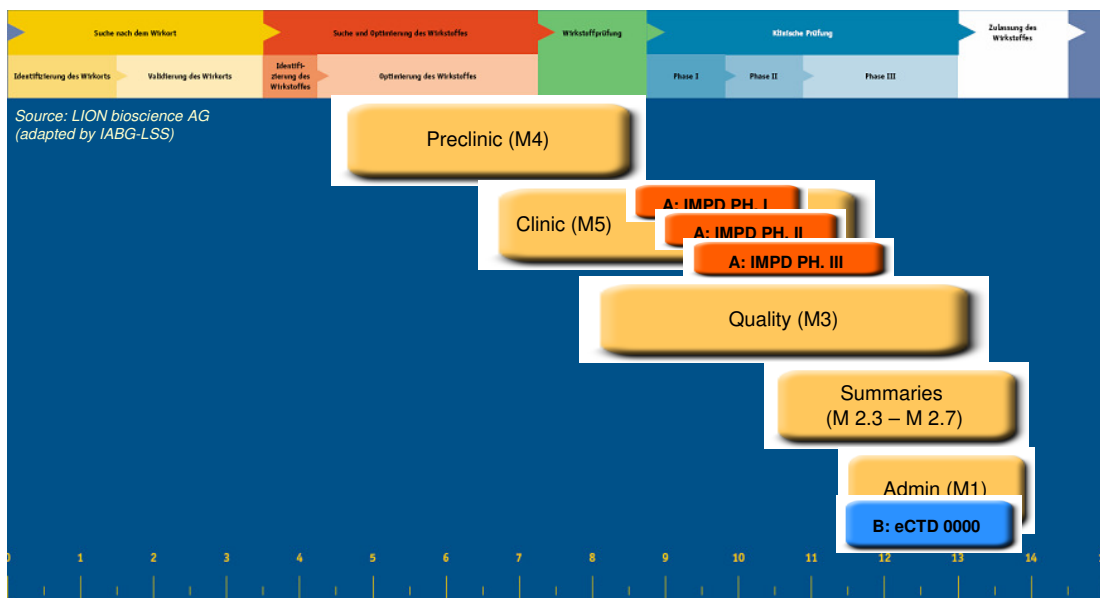 Suche nach dem Wirkort
Suche und Optimierung des Wirkstoffes
Wirkstoffprüfung
Klinische Prüfung
Zulassung des
Wirkstoffes
Identifizierung des Wirkorts
Validierung des Wirkorts
Identifi-
zierung des
Wirkstoffes
Optimierung des Wirkstoffes
Phase I
Phase II
Phase III
Source: LION bioscience AG
(adapted by IABG-LSS)
Preclinic (M4)
Clinic (M5)
A: IMPD PH. I
A: IMPD PH. II
A: IMPD PH. III
Quality (M3)
Summaries
(M 2.3 – M 2.7)
Admin (M1)
B: eCTD 0000
0 1 2 3 4 5 6 7 8 9 10 11 12 13 14